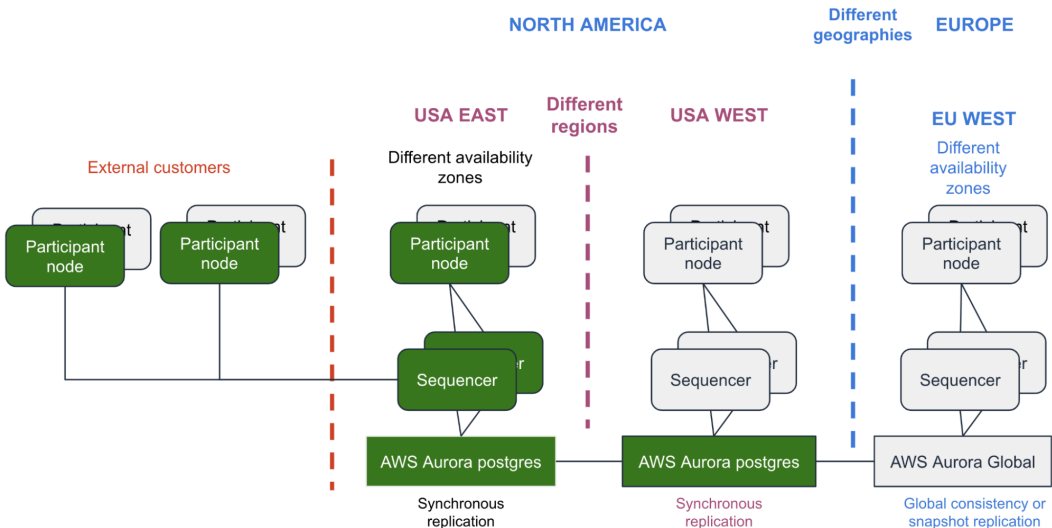 NORTH AMERICA
Different
geographies
EUROPE
USA EAST
Different
regions
USA WEST
EU WEST
External customers
Different availability
zones
Different
availability
zones
Participant
node
Participant
node
Participant
node
Participant
node
Participant
node
Sequencer
Sequencer
Sequencer
AWS Aurora postgres
AWS Aurora postgres
AWS Aurora Global
Synchronous
replication
Synchronous
replication
Global consistency or
snapshot replication